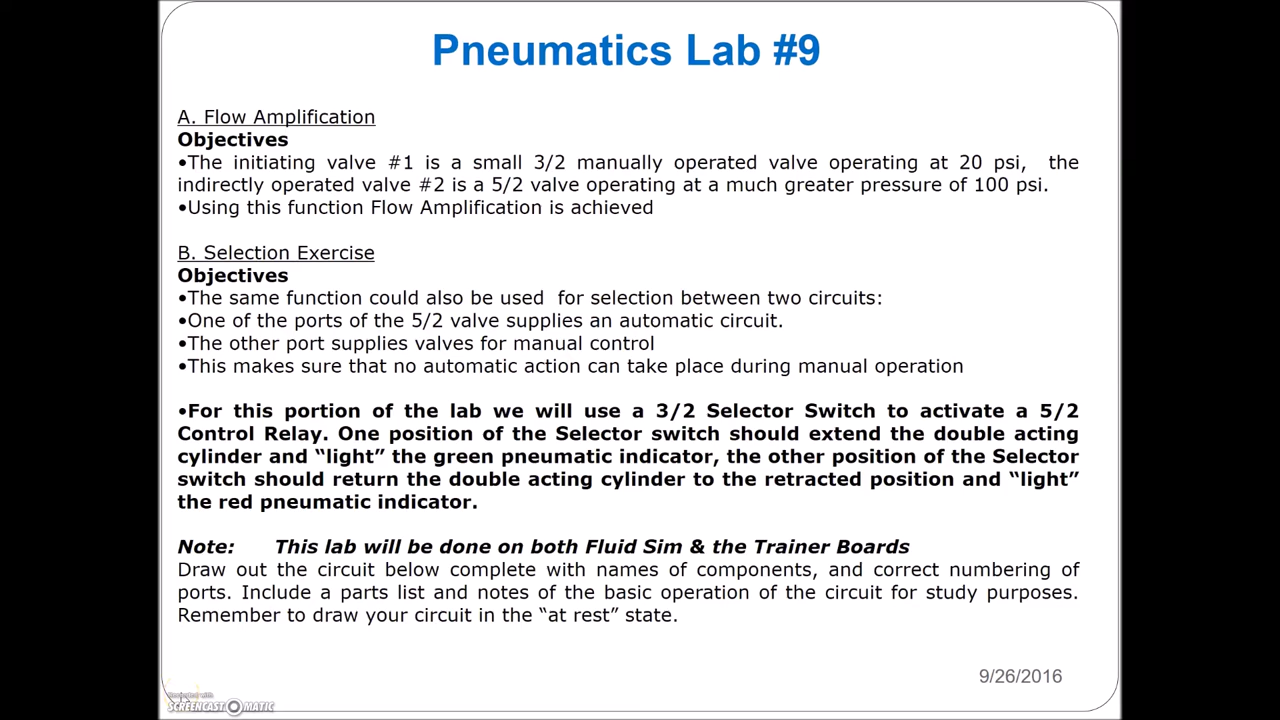 Pneumatics Lab #9
A. Flow Amplification
Objectives
•The initiating valve #1 is a small 3/2 manually operated valve operating at 20 psi, the
indirectly operated valve #2 is a 5/2 valve operating at a much greater pressure of 100 psi.
•Using this function Flow Amplification is achieved
B. Selection Exercise
Objectives
•The same function could also be used for selection between two circuits:
•One of the ports of the 5/2 valve supplies an automatic circuit.
•The other port supplies valves for manual control
•This makes sure that no automatic action can take place during manual operation
•For this portion of the lab we will use a 3/2 Selector Switch to activate a 5/2
Control Relay. One position of the Selector switch should extend the double acting
cylinder and “light” the green pneumatic indicator, the other position of the Selector
switch should return the double acting cylinder to the retracted position and “light”
the red pneumatic indicator.
Note: This lab will be done on both Fluid Sim & the Trainer Boards
Draw out the circuit below complete with names of components, and correct numbering of
ports. Include a parts list and notes of the basic operation of the circuit for study purposes.
Remember to draw your circuit in the “at rest” state.
9/26/2016
Recorded with
SCREENCAST-O-MATIC